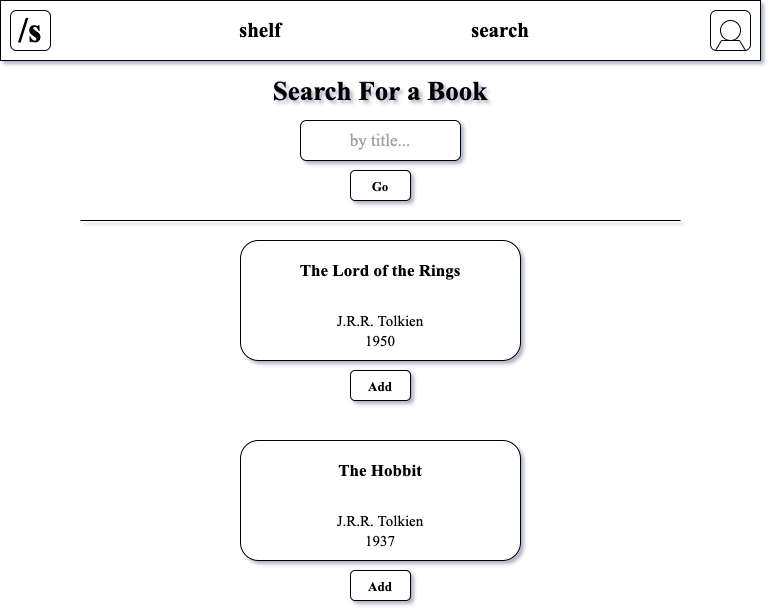 /s
shelf
search
Search For a Book
by title...
Go
The Lord of the Rings
J.R.R. Tolkien
1950
Add
The Hobbit
J.R.R. Tolkien
1937
Add